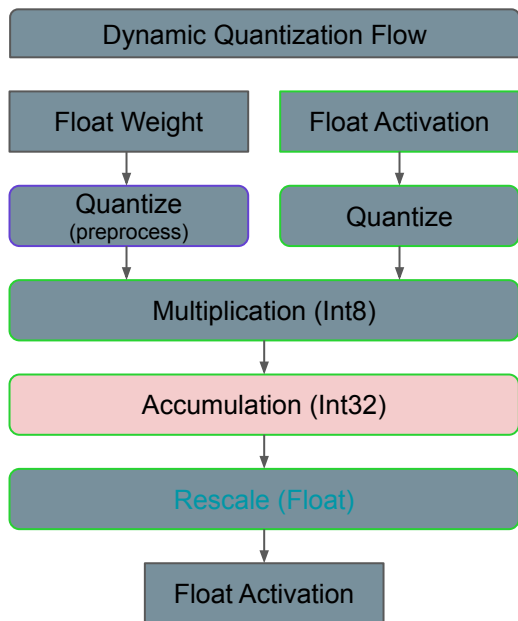 Dynamic Quantization Flow
Float Weight
Float Activation
Quantize
(preprocess)
Quantize
Multiplication (Int8)
Accumulation (Int32)
Rescale (Float)
Float Activation